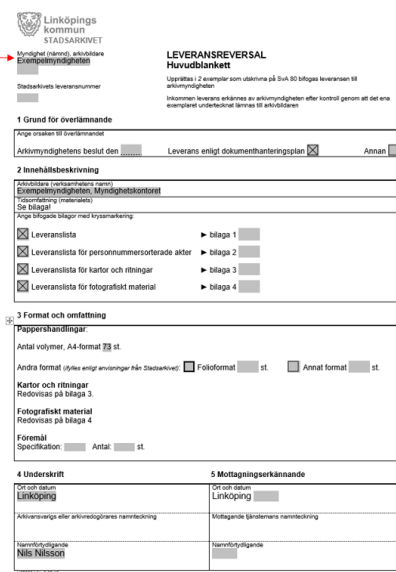 Linköpings
kommun
STADSARKIVET
Myndighet (nämnd), arkivbildare
Exempelmyndigheten
Stadsarkivets leveransnummer
LEVERANSREVERSAL
Huvudblankett
Upprättas i 2 exemplar som utskrivna på SvA 80 bifogas leveransen till
arkivmyndigheten
Inkommen leverans erkännes av arkivmyndigheten efter kontroll genom att det ena
exemplaret undertecknat lämnas till arkivbildaren
1 Grund för överlämnande
Ange orsaken till överlämnandet
Arkivmyndighetens beslut den Leverans enligt dokumenthanteringsplan Annan
2 Innehållsbeskrivning
Arkivbildare (verksamhetens namn)
Exempelmyndigheten, Myndighetskontoret
Tidsomfattning (materialets)
Se bilaga!
Ange bifogade bilagor med kryssmarkering:
Leveranslista ► bilaga 1
Leveranslista för personnummersorterade akter ► bilaga 2
Leveranslista för kartor och ritningar ► bilaga 3
Leveranslista för fotografiskt material ► bilaga 4
3 Format och omfattning
Pappershandlingar:
Antal volymer, A4-format 73 st.
Andra format (ifylles enligt anvisningar från Stadsarkivet): Folioformat st. Annat format st.
Kartor och ritningar
Redovisas på bilaga 3.
Fotografiskt material
Redovisas på bilaga 4
Föremål
Specifikation: Antal: st.
4 Underskrift
Ort och datum
Linköping
Arkivansvarigs eller arkivredogörares namnteckning
Namnförtydligande
Nils Nilsson
5 Mottagningserkännande
Ort och datum
Linköping
Mottagande tjänstemans namnteckning
Namnförtydligande